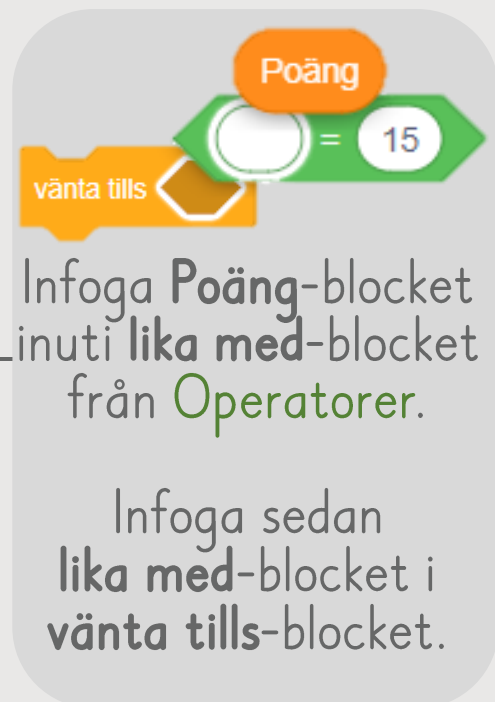 Poäng
= 15
vänta tills
Infoga Poäng-blocket
inuti lika med-blocket
från Operatorer.
Infoga sedan
lika med-blocket i
vänta tills-blocket.